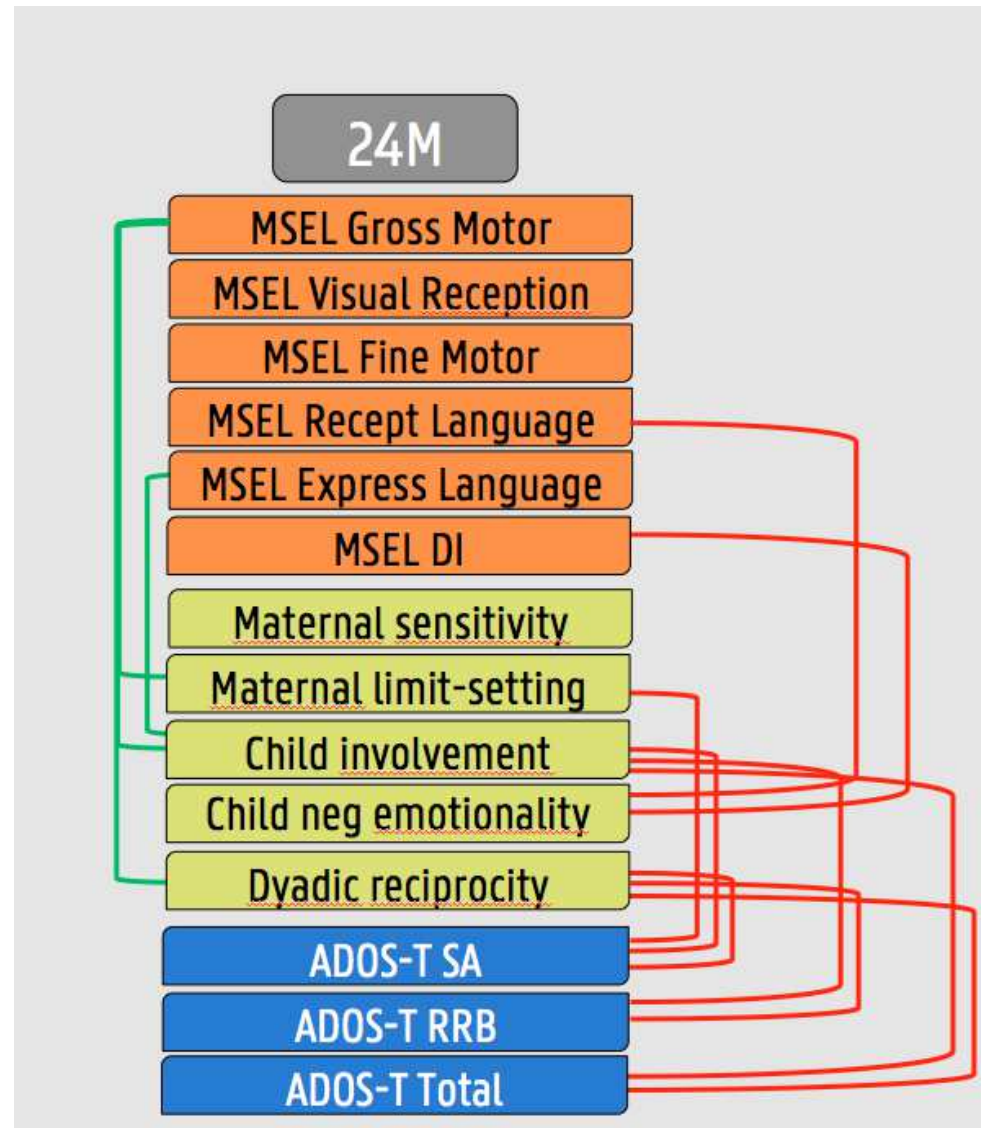 24M
MSEL Gross Motor
MSEL Visual Reception
MSEL Fine Motor
MSEL Recept Language
MSEL Express Language
MSEL DI
Maternal sensitivity
Maternal limit-setting
Child involvement
Child neg emotionality
Dyadic reciprocity
ADOS-T SA
ADOS-T RRB
ADOS-T Total